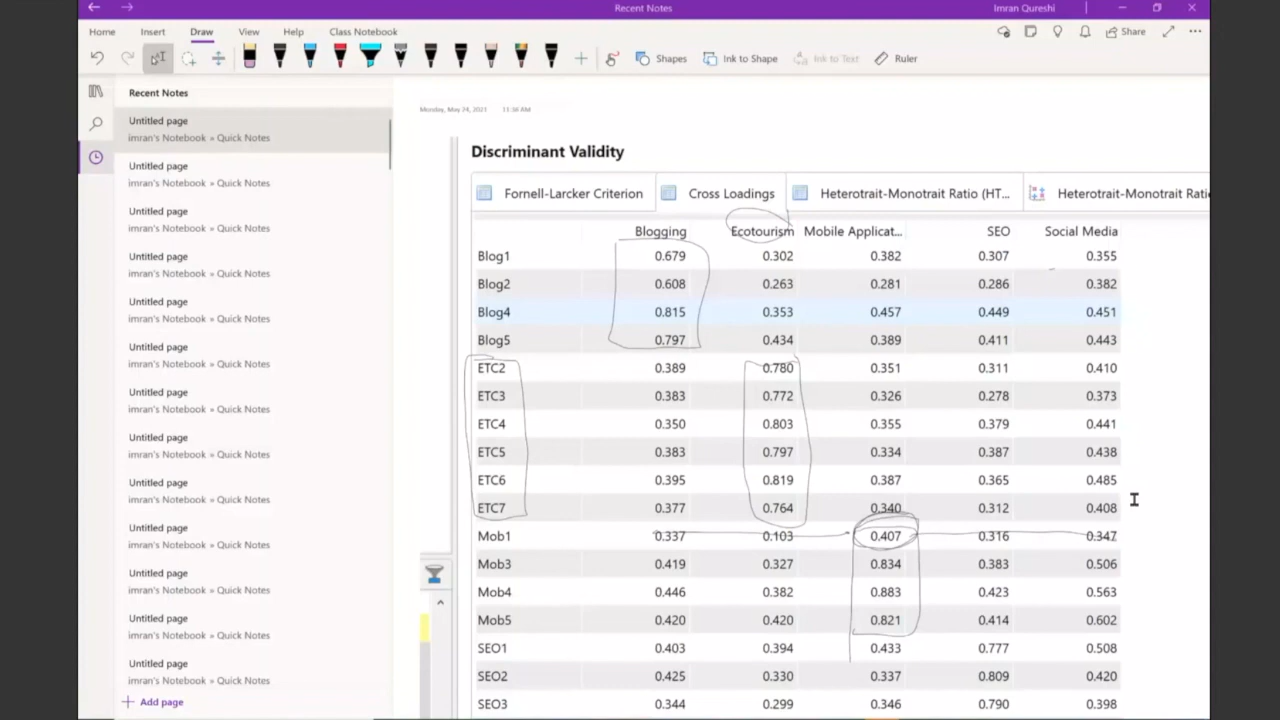 Recent Notes
Imran Qureshi
Home Insert Draw View Help Class Notebook
Share
Shapes Ink to Shape Ink to Text Ruler
Recent Notes
Untitled page
imran's Notebook » Quick Notes
Untitled page
imran's Notebook » Quick Notes
Untitled page
imran's Notebook » Quick Notes
Untitled page
imran's Notebook » Quick Notes
Untitled page
imran's Notebook » Quick Notes
Untitled page
imran's Notebook » Quick Notes
Untitled page
imran's Notebook » Quick Notes
Untitled page
imran's Notebook » Quick Notes
Untitled page
imran's Notebook » Quick Notes
Untitled page
imran's Notebook » Quick Notes
Untitled page
imran's Notebook » Quick Notes
Untitled page
imran's Notebook » Quick Notes
Untitled page
imran's Notebook » Quick Notes
Add page
Monday, May 24, 2021 11:36 AM
Discriminant Validity
Fornell-Larcker Criterion Cross Loadings Heterotrait-Monotrait Ratio (HT... Heterotrait-Monotrait Ratio
Blogging Ecotourism Mobile Applicat... SEO Social Media
Blog1 0.679 0.302 0.382 0.307 0.355
Blog2 0.608 0.263 0.281 0.286 0.382
Blog4 0.815 0.353 0.457 0.449 0.451
Blog5 0.797 0.434 0.389 0.411 0.443
ETC2 0.389 0.780 0.351 0.311 0.410
ETC3 0.383 0.772 0.326 0.278 0.373
ETC4 0.350 0.803 0.355 0.379 0.441
ETC5 0.383 0.797 0.334 0.387 0.438
ETC6 0.395 0.819 0.387 0.365 0.485
ETC7 0.377 0.764 0.340 0.312 0.408
Mob1 0.337 0.103 0.407 0.316 0.347
Mob3 0.419 0.327 0.834 0.383 0.506
Mob4 0.446 0.382 0.883 0.423 0.563
Mob5 0.420 0.420 0.821 0.414 0.602
SEO1 0.403 0.394 0.433 0.777 0.508
SEO2 0.425 0.330 0.337 0.809 0.420
SEO3 0.344 0.299 0.346 0.790 0.398